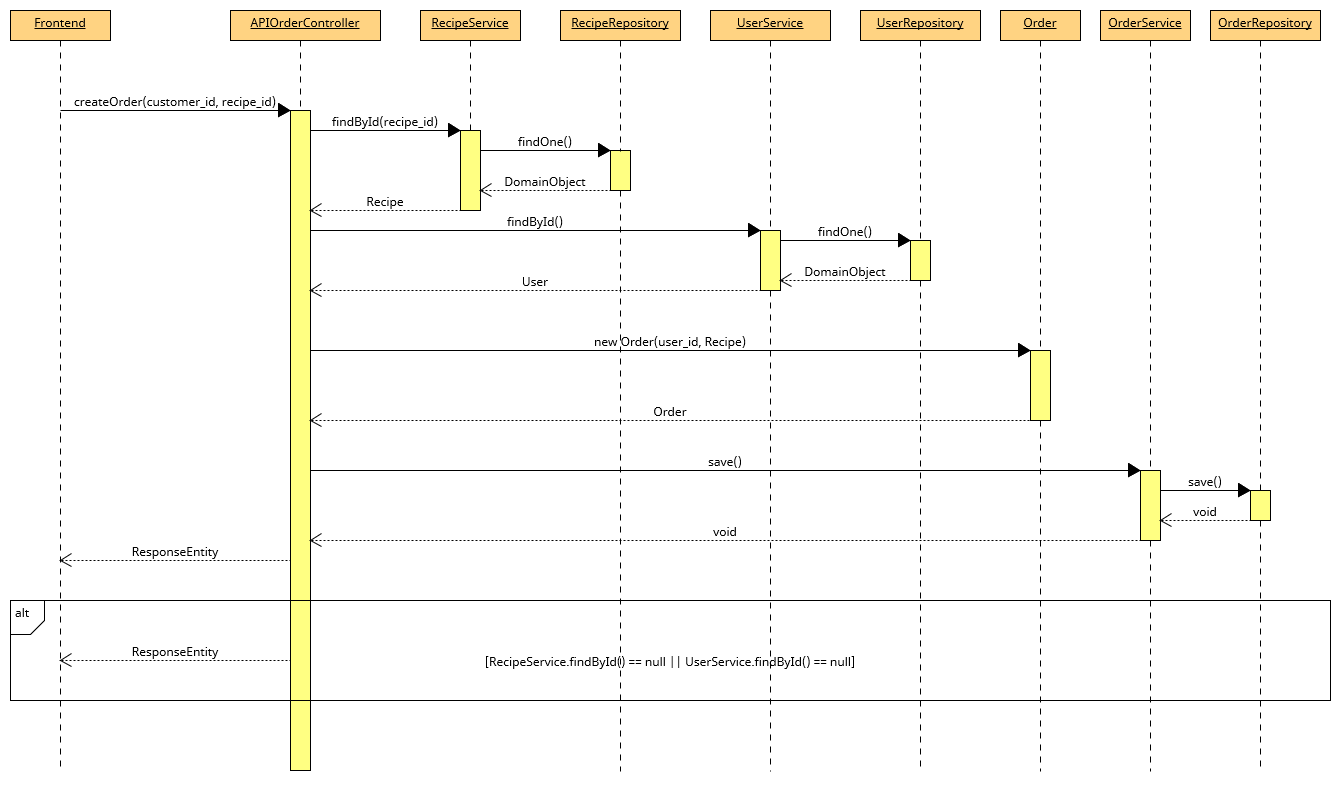 Frontend
APIOrderController
RecipeService
RecipeRepository
UserService
UserRepository
Order
OrderService
OrderRepository
createOrder(customer_id, recipe_id)
findById(recipe_id)
findOne()
DomainObject
Recipe
findById()
findOne()
DomainObject
User
new Order(user_id, Recipe)
Order
save()
save()
void
void
ResponseEntity
alt
ResponseEntity
[RecipeService.findById() == null || UserService.findById() == null]